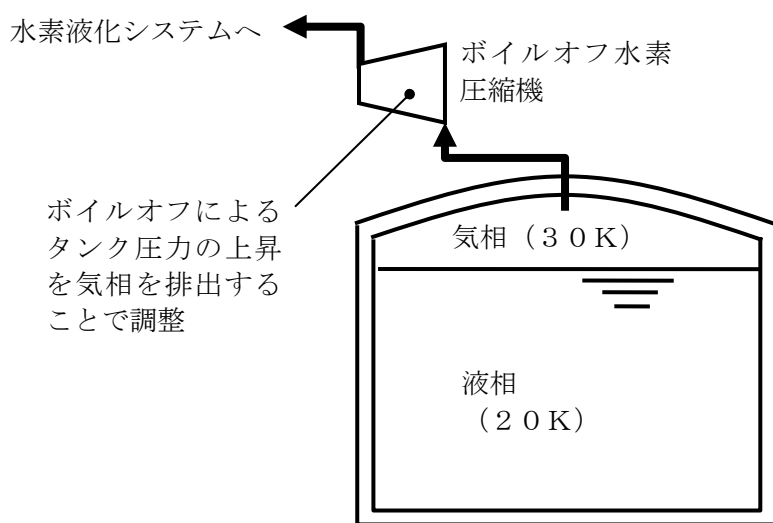 水素液化システムへ
ボイルオフ水素
圧縮機
ボイルオフによる
タンク圧力の上昇
を気相を排出する
ことで調整
気相（３０Ｋ）
液相
（２０Ｋ）